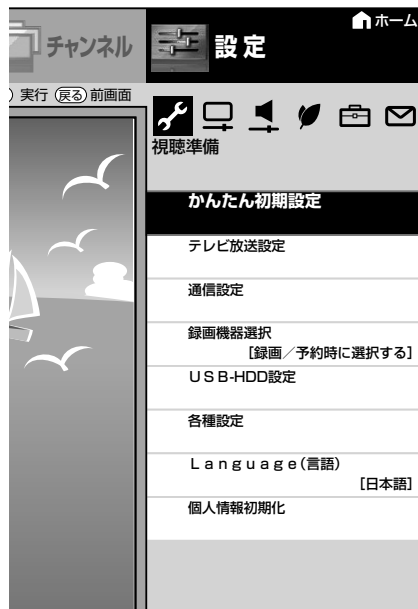 ホーム
チャンネル
設定
) 実行 戻る 前画面
視聴準備
かんたん初期設定
テレビ放送設定
通信設定
録画機器選択
[録画／予約時に選択する]
ＵＳＢ-HDD設定
各種設定
Ｌａｎｇｕａｇｅ(言語)
[日本語]
個人情報初期化